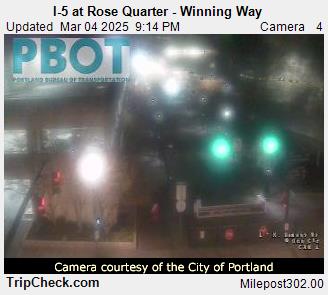 I-5 at Rose Quarter - Winning Way
Updated Mar 04 2025 9:14 PM Camera 4
PBOT
PORTLAND BUREAU OF TRANSPORTATION
Camera courtesy of the City of Portland
TripCheck.com Milepost302.00